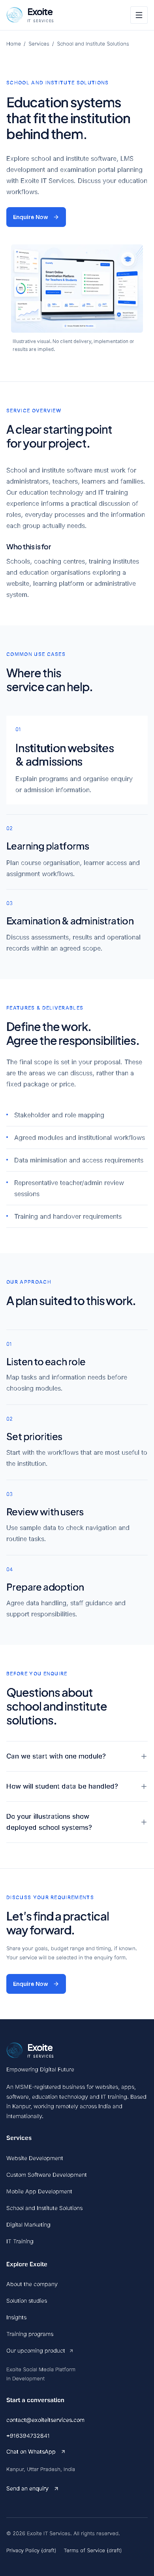 Exoite
IT SERVICES
Home / Services / School and Institute Solutions
SCHOOL AND INSTITUTE SOLUTIONS
Education systems
that fit the institution
behind them.
Explore school and institute software, LMS
development and examination portal planning
with Exoite IT Services. Discuss your education
workflows.
Enquire Now →
Smart Online
Examination Platform
for Teachers & Students
Illustrative visual. No client delivery, implementation or
results are implied.
SERVICE OVERVIEW
A clear starting point
for your project.
School and institute software must work for
administrators, teachers, learners and families.
Our education technology and IT training
experience informs a practical discussion of
roles, everyday processes and the information
each group actually needs.
Who this is for
Schools, coaching centres, training institutes
and education organisations exploring a
website, learning platform or administrative
system.
COMMON USE CASES
Where this
service can help.
01
Institution websites
& admissions
Explain programs and organise enquiry
or admission information.
02
Learning platforms
Plan course organisation, learner access and
assignment workflows.
03
Examination & administration
Discuss assessments, results and operational
records within an agreed scope.
FEATURES & DELIVERABLES
Define the work.
Agree the responsibilities.
The final scope is set in your proposal. These
are the areas we can discuss, rather than a
fixed package or price.
• Stakeholder and role mapping
• Agreed modules and institutional workflows
• Data minimisation and access requirements
• Representative teacher/admin review
sessions
• Training and handover requirements
OUR APPROACH
A plan suited to this work.
01
Listen to each role
Map tasks and information needs before
choosing modules.
02
Set priorities
Start with the workflows that are most useful to
the institution.
03
Review with users
Use sample data to check navigation and
routine tasks.
04
Prepare adoption
Agree data handling, staff guidance and
support responsibilities.
BEFORE YOU ENQUIRE
Questions about
school and institute
solutions.
Can we start with one module? +
How will student data be handled? +
Do your illustrations show
deployed school systems? +
DISCUSS YOUR REQUIREMENTS
Let's find a practical
way forward.
Share your goals, budget range and timing, if known.
Your service will be selected in the enquiry form.
Enquire Now →
Exoite
IT SERVICES
Empowering Digital Future
An MSME-registered business for websites, apps,
software, education technology and IT training. Based
in Kanpur, working remotely across India and
internationally.
Services
Website Development
Custom Software Development
Mobile App Development
School and Institute Solutions
Digital Marketing
IT Training
Explore Exoite
About the company
Solution studies
Insights
Training programs
Our upcoming product ↗
Exoite Social Media Platform
In Development
Start a conversation
contact@exoiteitservices.com
+916394732841
Chat on WhatsApp ↗
Kanpur, Uttar Pradesh, India
Send an enquiry ↗
© 2026 Exoite IT Services. All rights reserved.
Privacy Policy (draft) Terms of Service (draft)